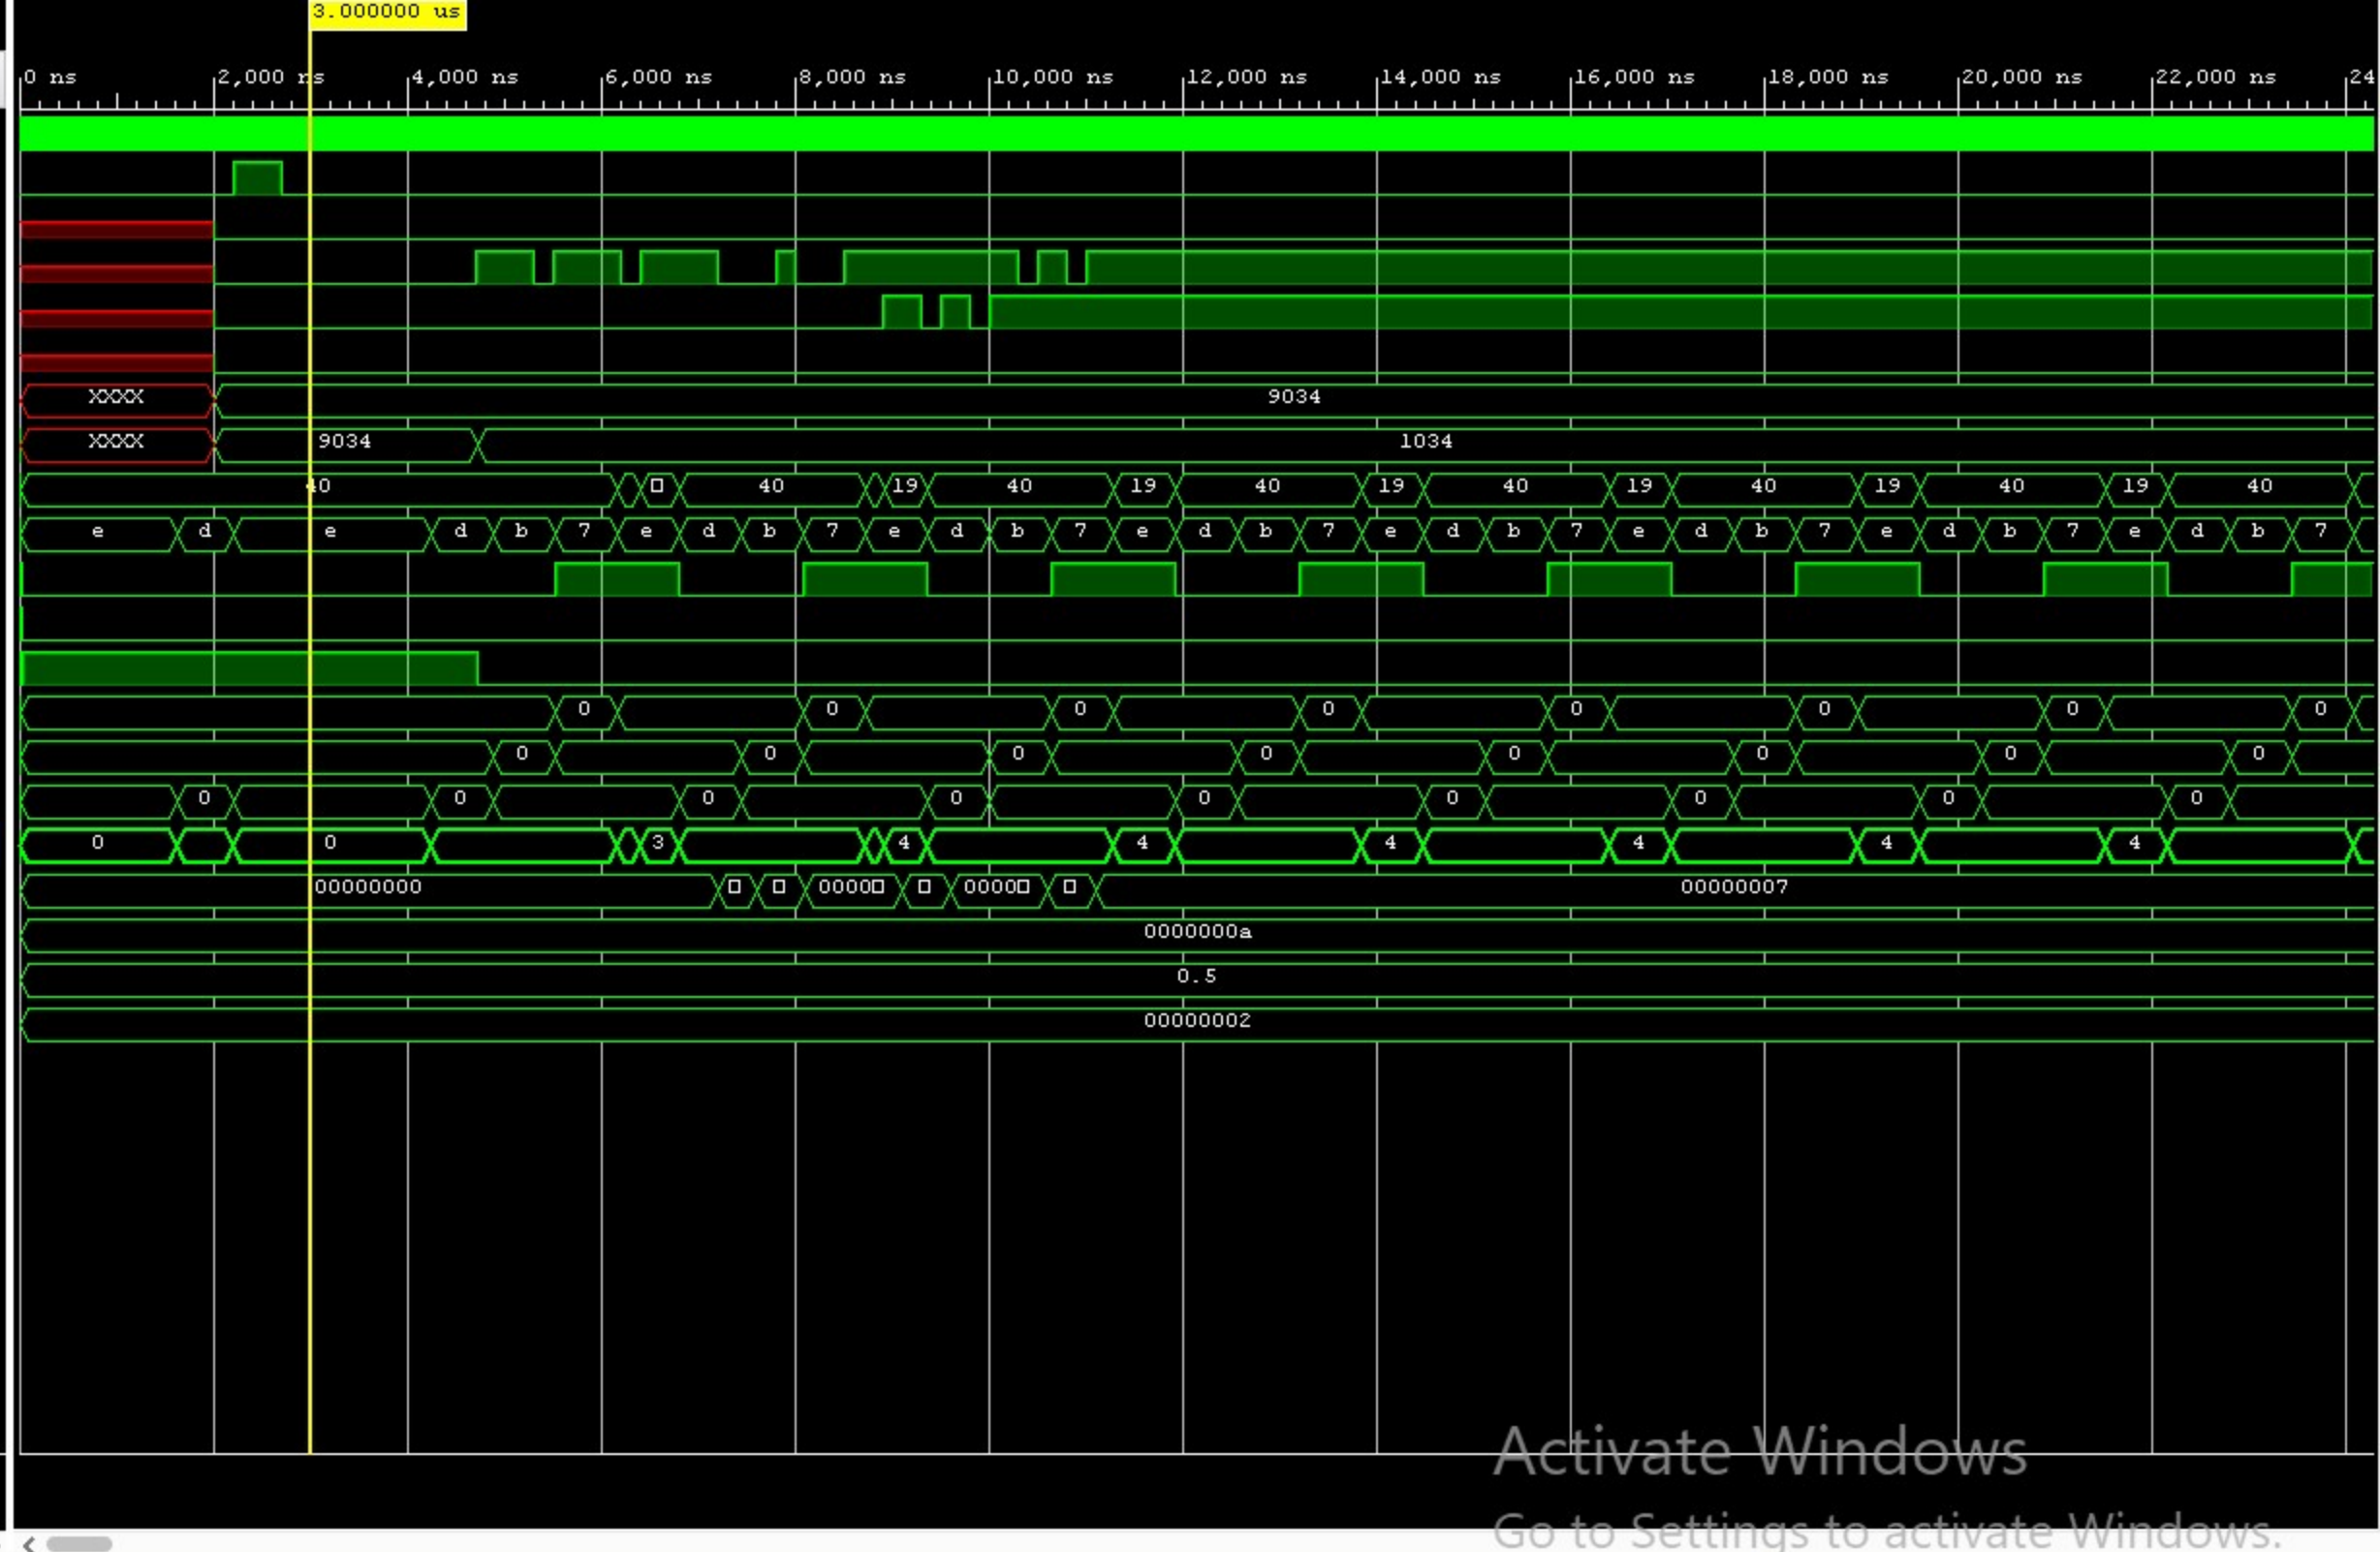 3.000000 us
0 ns 2,000 ns 4,000 ns 6,000 ns 8,000 ns 10,000 ns 12,000 ns 14,000 ns 16,000 ns 18,000 ns 20,000 ns 22,000 ns 24
XXXX 9034
XXXX 9034 1034
40 40 19 40 19 40 19 40 19 40 19 40 19 40
e d e d b 7 e d b 7 e d b 7 e d b 7 e d b 7 e d b 7 e d b 7 e d b 7
0 0 0 0 0 0 0 0
0 0 0 0 0 0 0 0
0 0 0 0 0 0 0 0 0
0 0 3 4 4 4 4 4 4
00000000 0000 0000 00000007
0000000a
0.5
00000002
Activate Windows
Go to Settings to activate Windows.